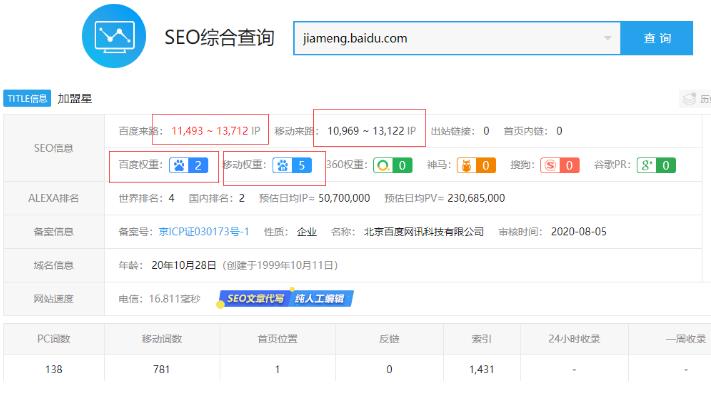 SEO综合查询 jiameng.baidu.com 查 询
TITLE信息 加盟星
SEO信息 百度来路： 11,493 ~ 13,712 IP 移动来路： 10,969 ~ 13,122 IP 出站链接： 0 首页内链： 0
百度权重： 2 移动权重： 5 360权重： 0 神马： 0 搜狗： 0 谷歌PR： 0
ALEXA排名 世界排名：4 国内排名：2 预估日均IP≈ 50,700,000 预估日均PV≈ 230,685,000
备案信息 备案号：京ICP证030173号-1 性质： 企业 名称： 北京百度网讯科技有限公司 审核时间： 2020-08-05
域名信息 年龄： 20年10月28日（创建于1999年10月11日）
网站速度 电信：16.811毫秒 SEO文章代写 纯人工编辑
PC词数 移动词数 首页位置 反链 索引 24小时收录 一周收录
138 781 1 0 1,431 - -